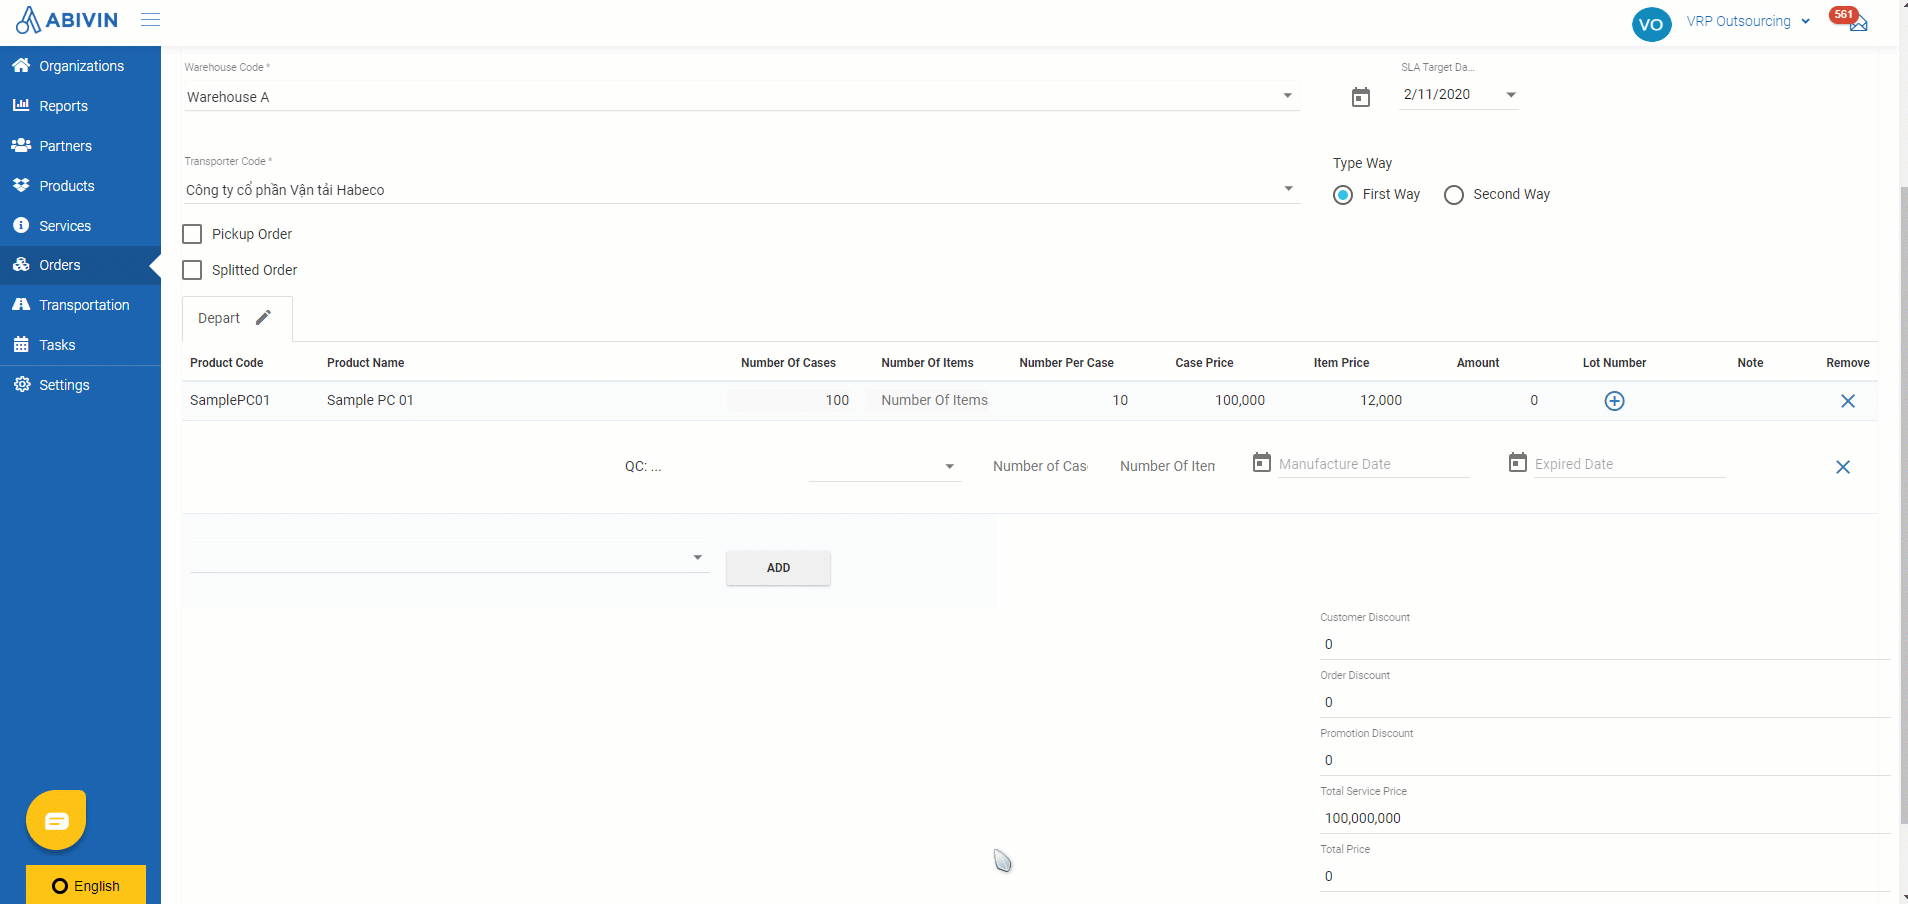 ABIVIN
VO
VRP Outsourcing
561
Organizations
Reports
Partners
Products
Services
Orders
Transportation
Tasks
Settings
English
Warehouse Code *
Warehouse A
SLA Target Da...
2/11/2020
Transporter Code *
Công ty cổ phần Vận tải Habeco
Type Way
First Way
Second Way
Pickup Order
Splitted Order
Depart
Product Code Product Name Number Of Cases Number Of Items Number Per Case Case Price Item Price Amount Lot Number Note Remove
SamplePC01 Sample PC 01 100 Number Of Items 10 100,000 12,000 0
QC: ... Number of Cas Number Of Item Manufacture Date Expired Date
ADD
Customer Discount
0
Order Discount
0
Promotion Discount
0
Total Service Price
100,000,000
Total Price
0